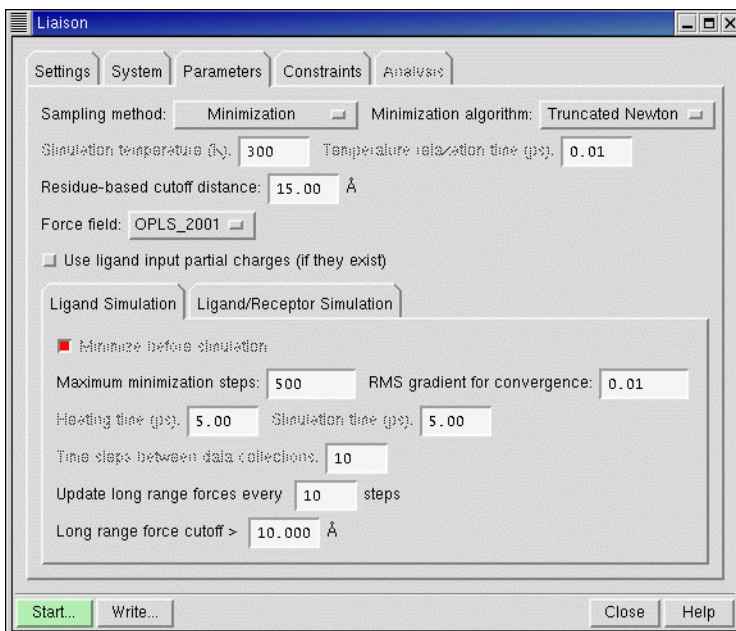 Liaison
Settings System Parameters Constraints Analysis
Sampling method: Minimization Minimization algorithm: Truncated Newton
Simulation temperature (K): 300 Temperature relaxation time (ps): 0.01
Residue-based cutoff distance: 15.00 Å
Force field: OPLS_2001
Use ligand input partial charges (if they exist)
Ligand Simulation Ligand/Receptor Simulation
Minimize before simulation
Maximum minimization steps: 500 RMS gradient for convergence: 0.01
Heating time (ps): 5.00 Simulation time (ps): 5.00
Time steps between data collections: 10
Update long range forces every 10 steps
Long range force cutoff > 10.000 Å
Start... Write... Close Help